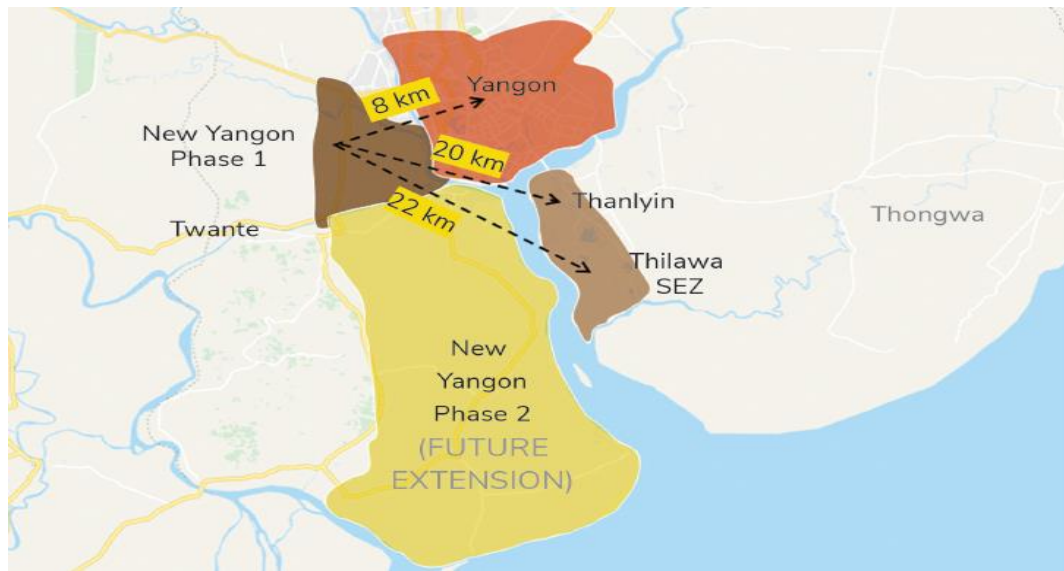 Yangon
8 km
New Yangon
Phase 1
20 km
Thanlyin
22 km
Twante
Thongwa
Thilawa
SEZ
New
Yangon
Phase 2
(FUTURE
EXTENSION)